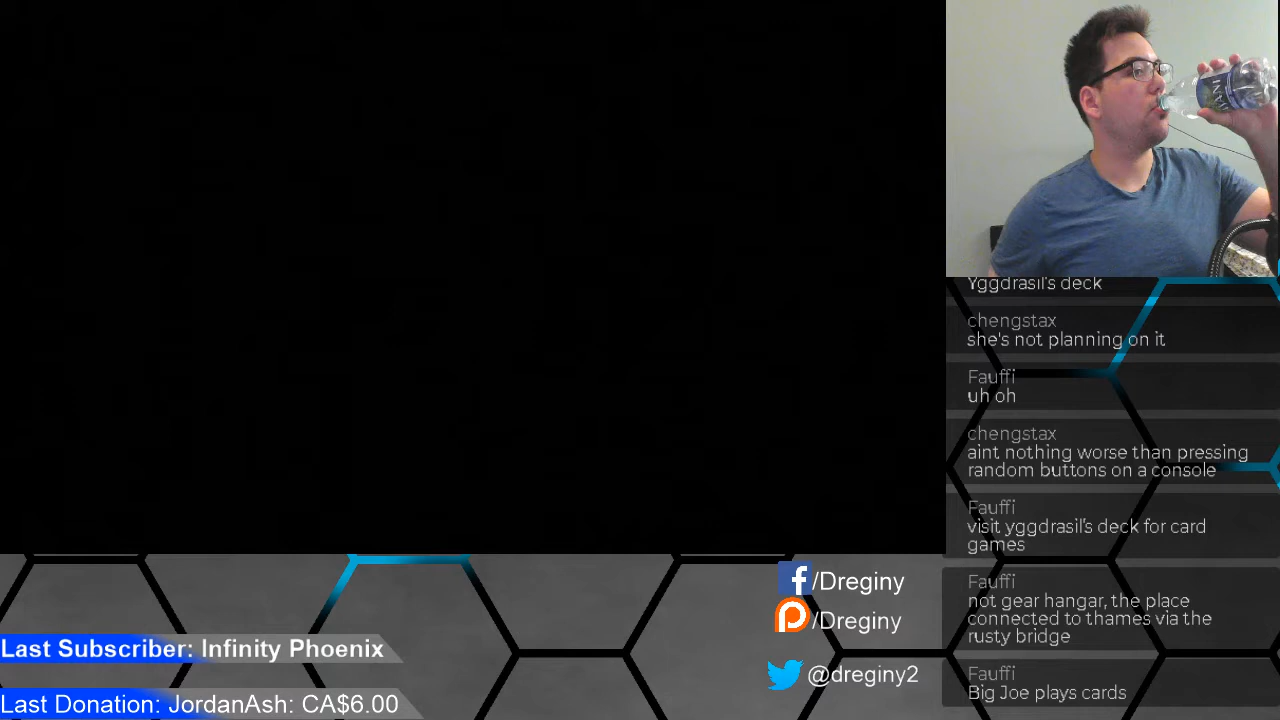 Yggdrasil's deck
chengstax
she's not planning on it
Fauffi
uh oh
chengstax
aint nothing worse than pressing
random buttons on a console
Fauffi
visit yggdrasil's deck for card
games
Fauffi
not gear hangar, the place
connected to thames via the
rusty bridge
Fauffi
Big Joe plays cards
/Dreginy
/Dreginy
@dreginy2
Last Subscriber: Infinity Phoenix
Last Donation: JordanAsh: CA$6.00